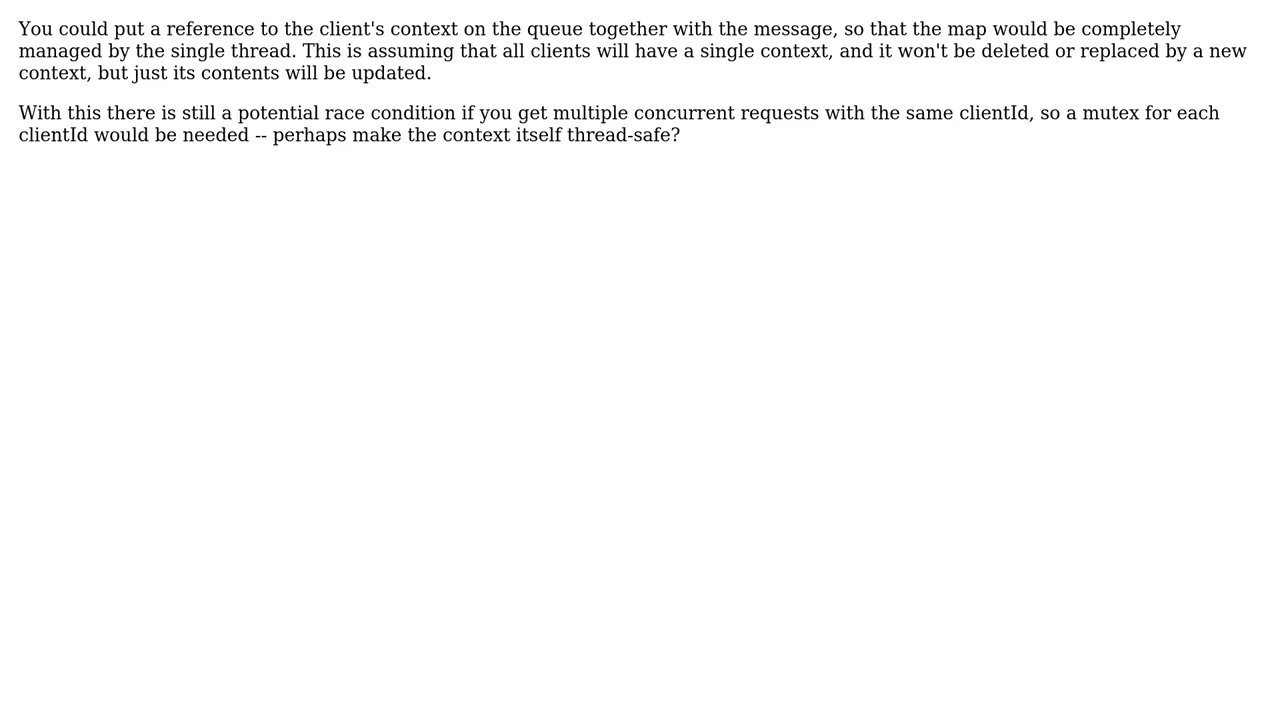 You could put a reference to the client's context on the queue together with the message, so that the map would be completely
managed by the single thread. This is assuming that all clients will have a single context, and it won't be deleted or replaced by a new
context, but just its contents will be updated.
With this there is still a potential race condition if you get multiple concurrent requests with the same clientId, so a mutex for each
clientId would be needed -- perhaps make the context itself thread-safe?